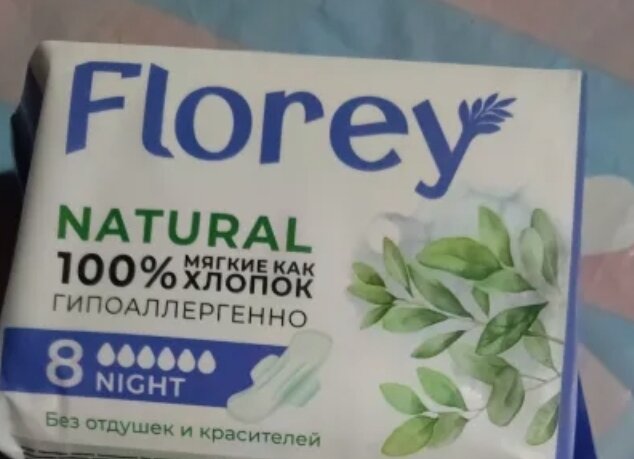 Florey
NATURAL
100% МЯГКИЕ КАК
ХЛОПОК
ГИПОАЛЛЕРГЕННО
8 NIGHT
Без отдушек и красителей